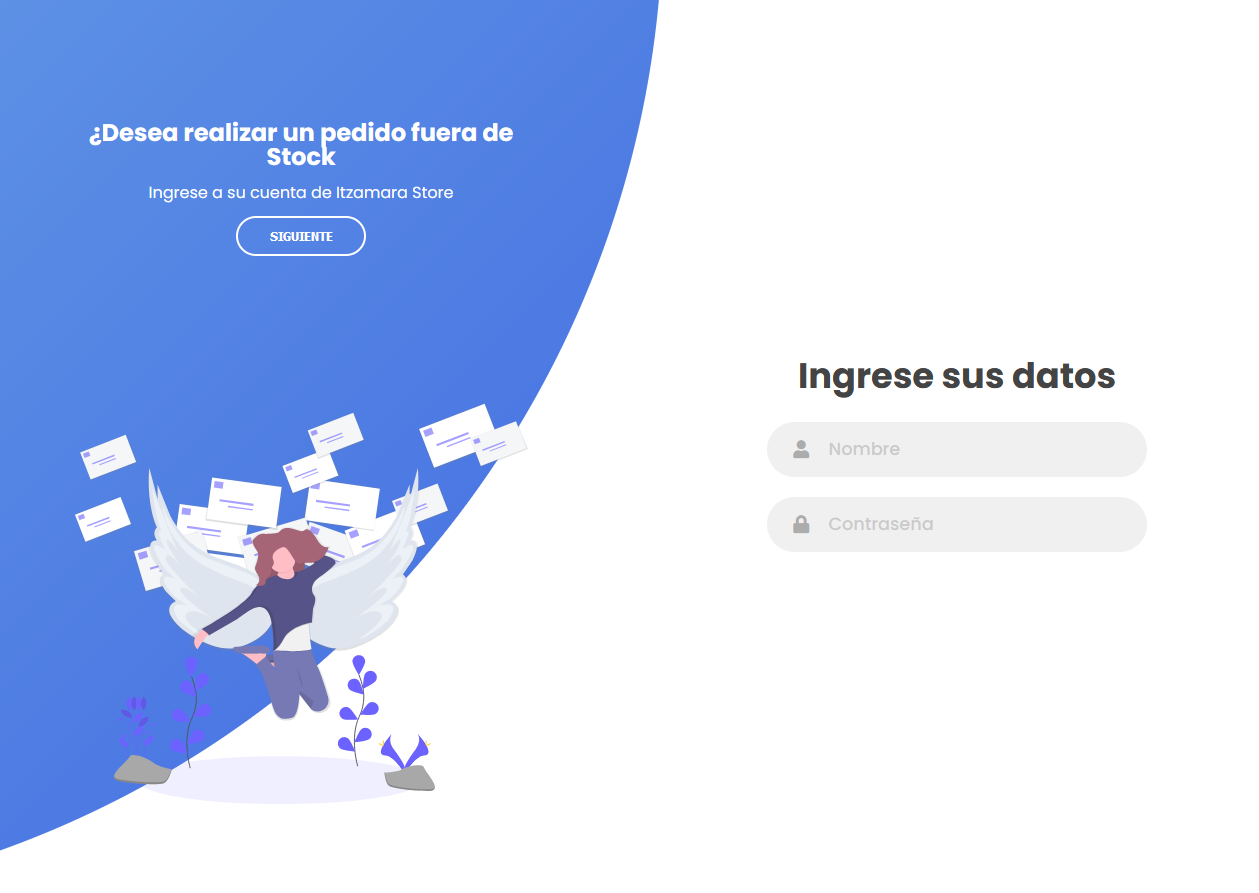 ¿Desea realizar un pedido fuera de
Stock
Ingrese a su cuenta de Itzamara Store
SIGUIENTE
Ingrese sus datos
Nombre
Contraseña